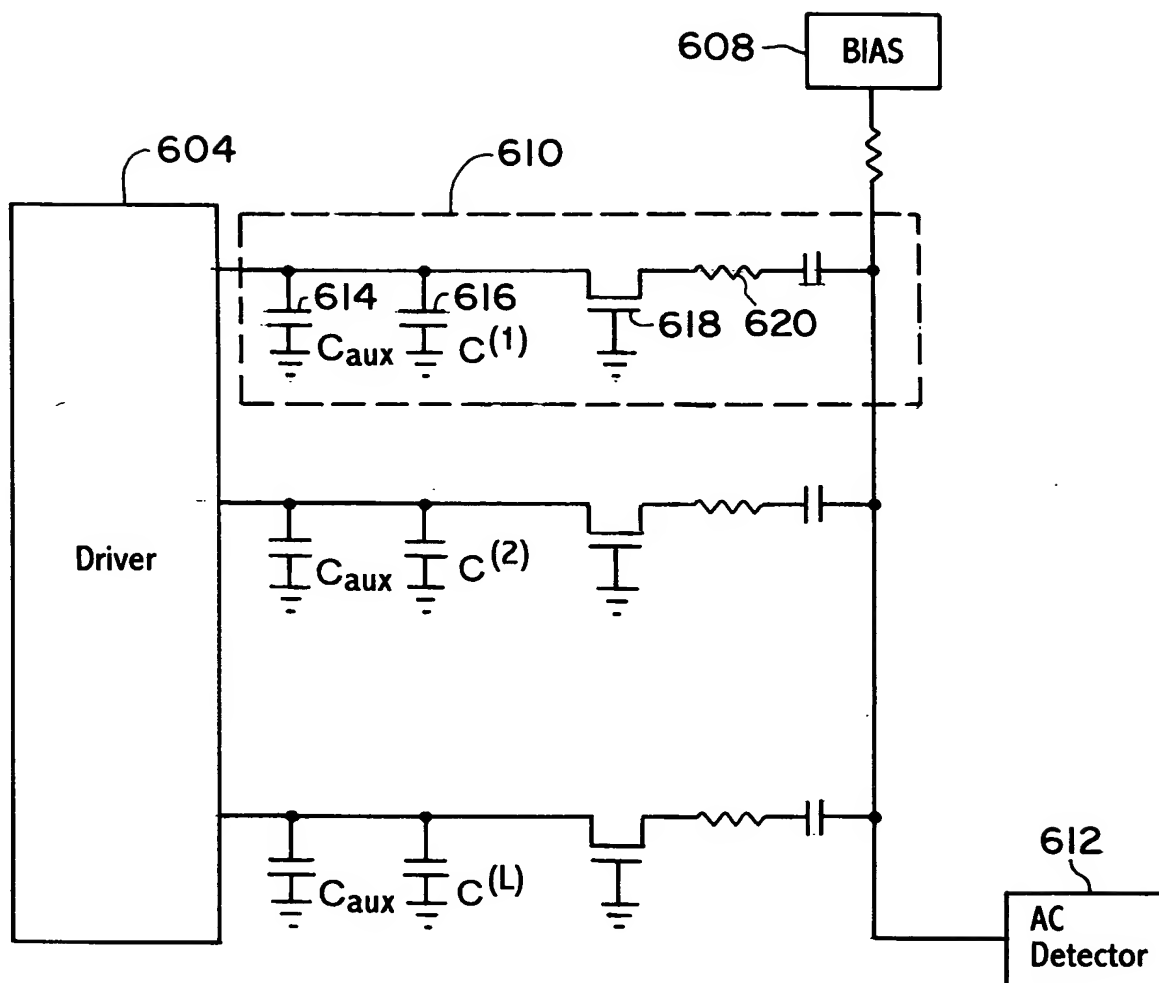 608
BIAS
604
610
614
616
618
620
Caux
C(1)
Driver
Caux
C(2)
Caux
C(L)
612
AC
Detector